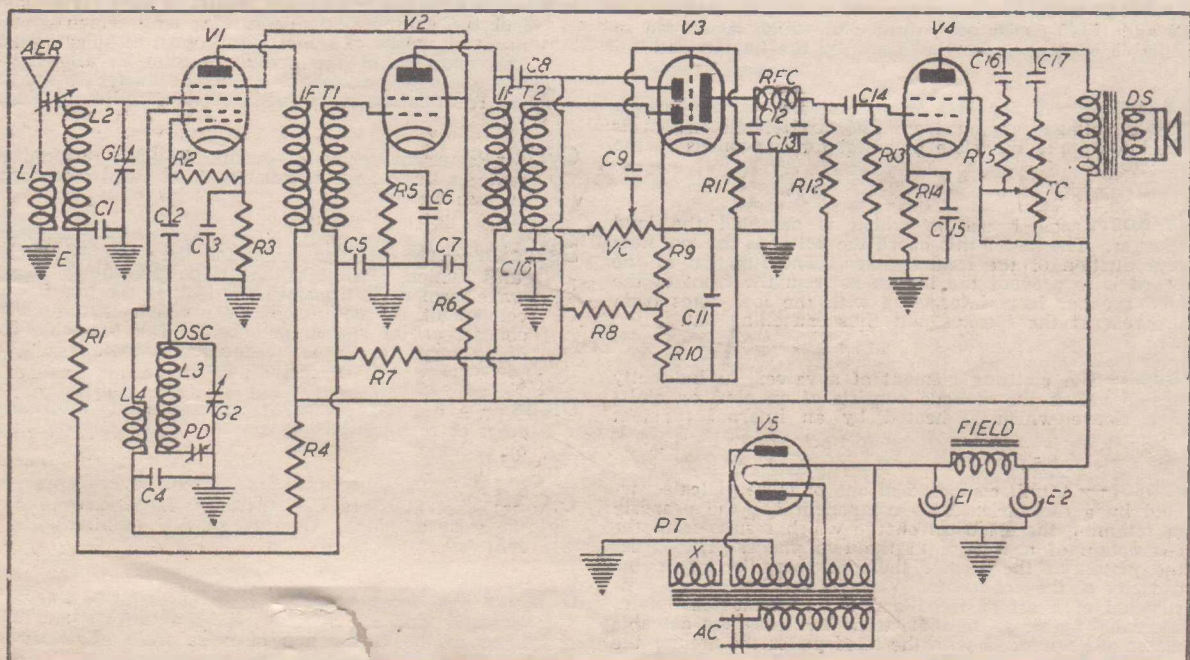 AER
V1
V2
V3
V4
C16
C17
L2
IFT1
C8
IFT2
RFC
C12
C13
C14
DS
L1
G1
R2
C9
R15
TC
C1
C2
C3
R3
R5
C6
R11
R12
R13
R14
C15
E
C5
C7
C10
VC
R9
R6
R8
C11
R1
OSC
L3
R7
R10
L4
G2
R4
V5
FIELD
PD
C4
E1
E2
PT
X
AC